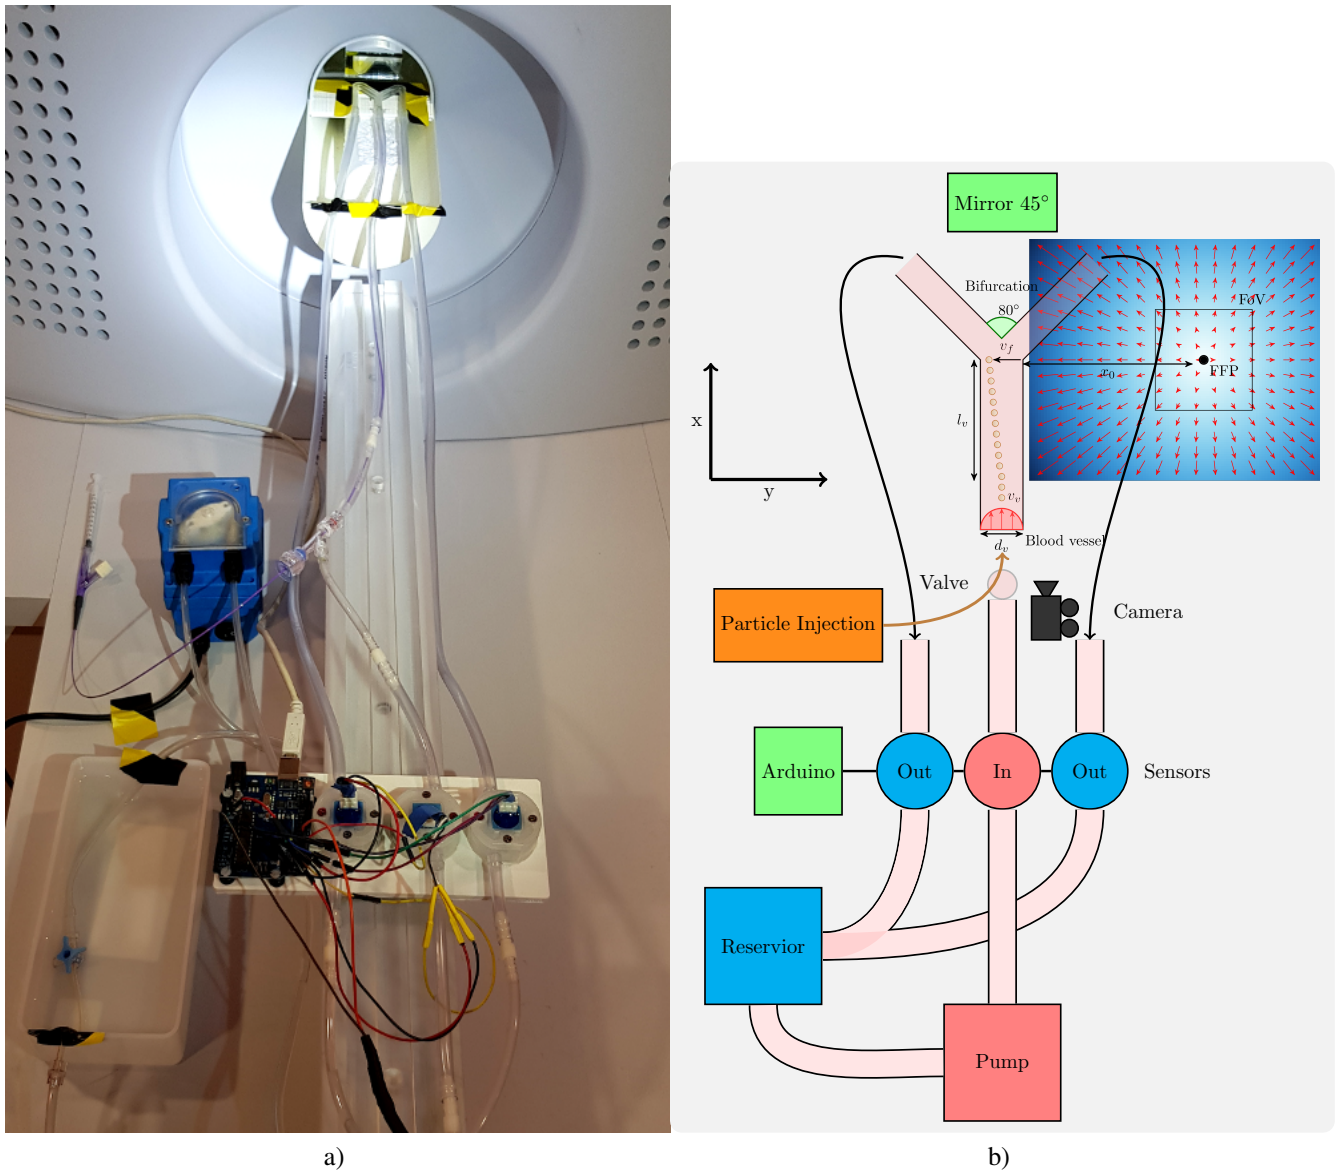 Mirror 45°
Bifurcation
80°
FoV
v_f
x_0
FFP
x
l_v
y
v_v
d_v
Blood vessel
Valve
Particle Injection
Camera
Arduino
Out
In
Out
Sensors
Reservior
Pump
a)
b)